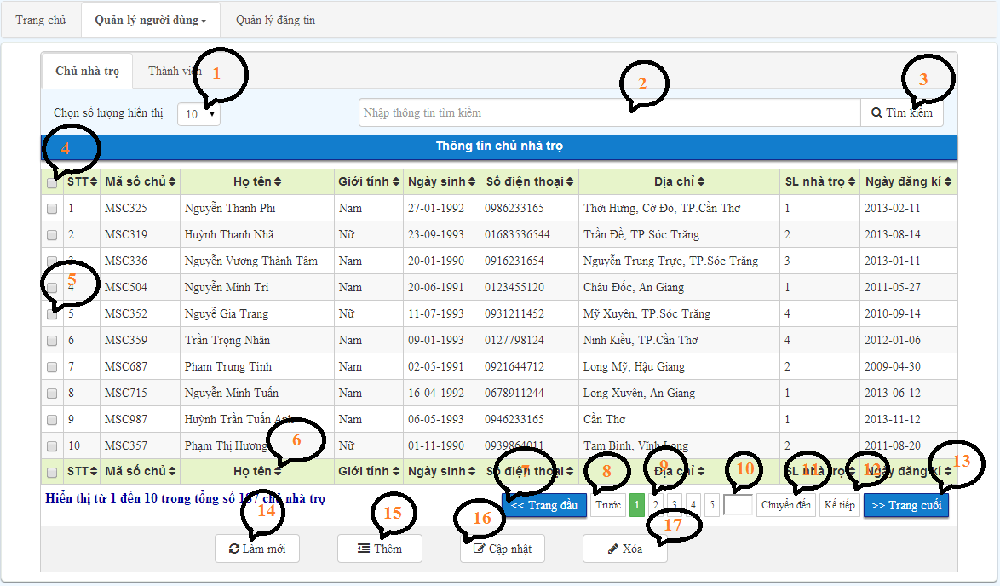 Trang chủ Quản lý người dùng Quản lý đăng tin
Chủ nhà trọ Thành viên 1
2 3
Chọn số lượng hiển thị 10 Nhập thông tin tìm kiếm Tìm kiếm
4 Thông tin chủ nhà trọ
STT Mã số chủ Họ tên Giới tính Ngày sinh Số điện thoại Địa chỉ SL nhà trọ Ngày đăng kí
1 MSC325 Nguyễn Thanh Phi Nam 27-01-1992 0986233165 Thới Hưng, Cờ Đỏ, TP.Cần Thơ 1 2013-02-11
2 MSC319 Huỳnh Thanh Nhã Nữ 23-09-1993 01683536544 Trần Đề, TP.Sóc Trăng 2 2013-08-14
3 MSC336 Nguyễn Vương Thành Tâm Nam 20-01-1990 0916231654 Nguyễn Trung Trực, TP.Sóc Trăng 3 2013-01-11
5
4 MSC504 Nguyễn Minh Trí Nam 20-06-1991 0123455120 Châu Đốc, An Giang 1 2011-05-27
5 MSC352 Nguyễ Gia Trang Nữ 11-07-1993 0931211452 Mỹ Xuyên, TP.Sóc Trăng 4 2010-09-14
6 MSC359 Trần Trọng Nhân Nam 09-01-1993 0127798124 Ninh Kiều, TP.Cần Thơ 4 2012-01-06
7 MSC687 Pham Trung Tính Nam 02-05-1991 0921644712 Long Mỹ, Hậu Giang 2 2009-04-30
8 MSC715 Nguyễn Minh Tuấn Nam 16-04-1992 0678911244 Long Xuyên, An Giang 1 2013-06-12
9 MSC987 Huỳnh Trần Tuấn Anh Nam 06-05-1993 0946233165 Cần Thơ 1 2013-11-12
10 MSC357 Phạm Thị Hương 6 Nữ 01-11-1990 0939864011 Tam Bình, Vĩnh Long 2 2011-08-20
STT Mã số chủ Họ tên Giới tính Ngày sinh Số điện thoại Địa chỉ SL nhà trọ Ngày đăng kí
7 8 9 10 11 12 13
Hiển thị từ 1 đến 10 trong tổng số chủ nhà trọ
<< Trang đầu Trước 1 2 3 4 5 Chuyển đến Kế tiếp >> Trang cuối
14 15 16 17
Làm mới Thêm Cập nhật Xóa